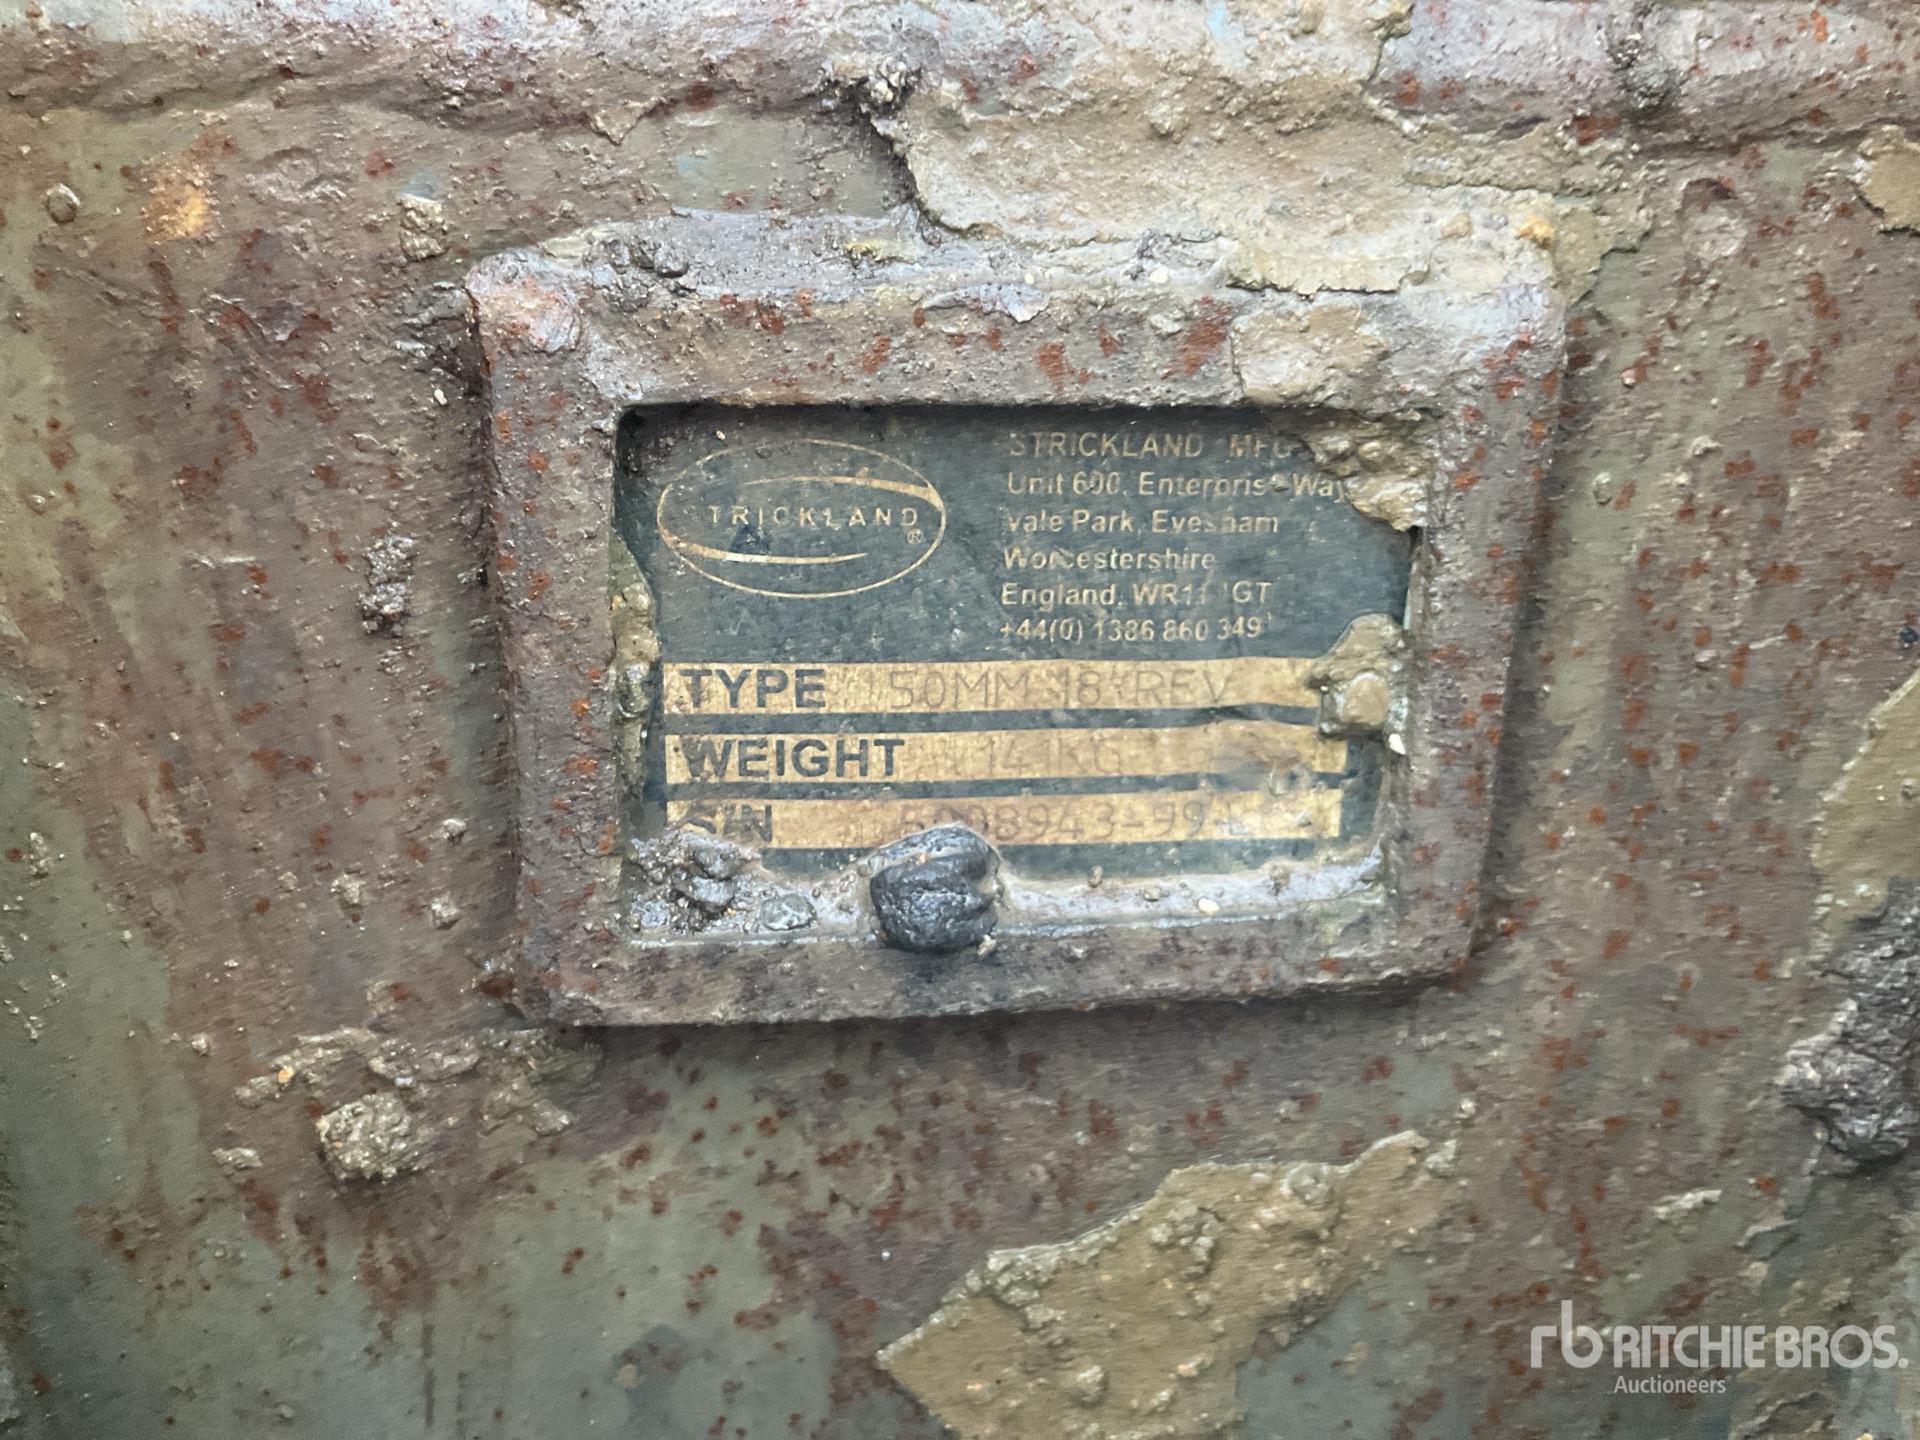 STRICKLAND
®
STRICKLAND MFG
Unit 600, Enterprise Way
Vale Park, Evesham
Worcestershire
England, WR11 1GT
+44(0) 1386 860 349
TYPE 150MM 18 REV
WEIGHT 141KG
S/N
rb RITCHIE BROS.
Auctioneers